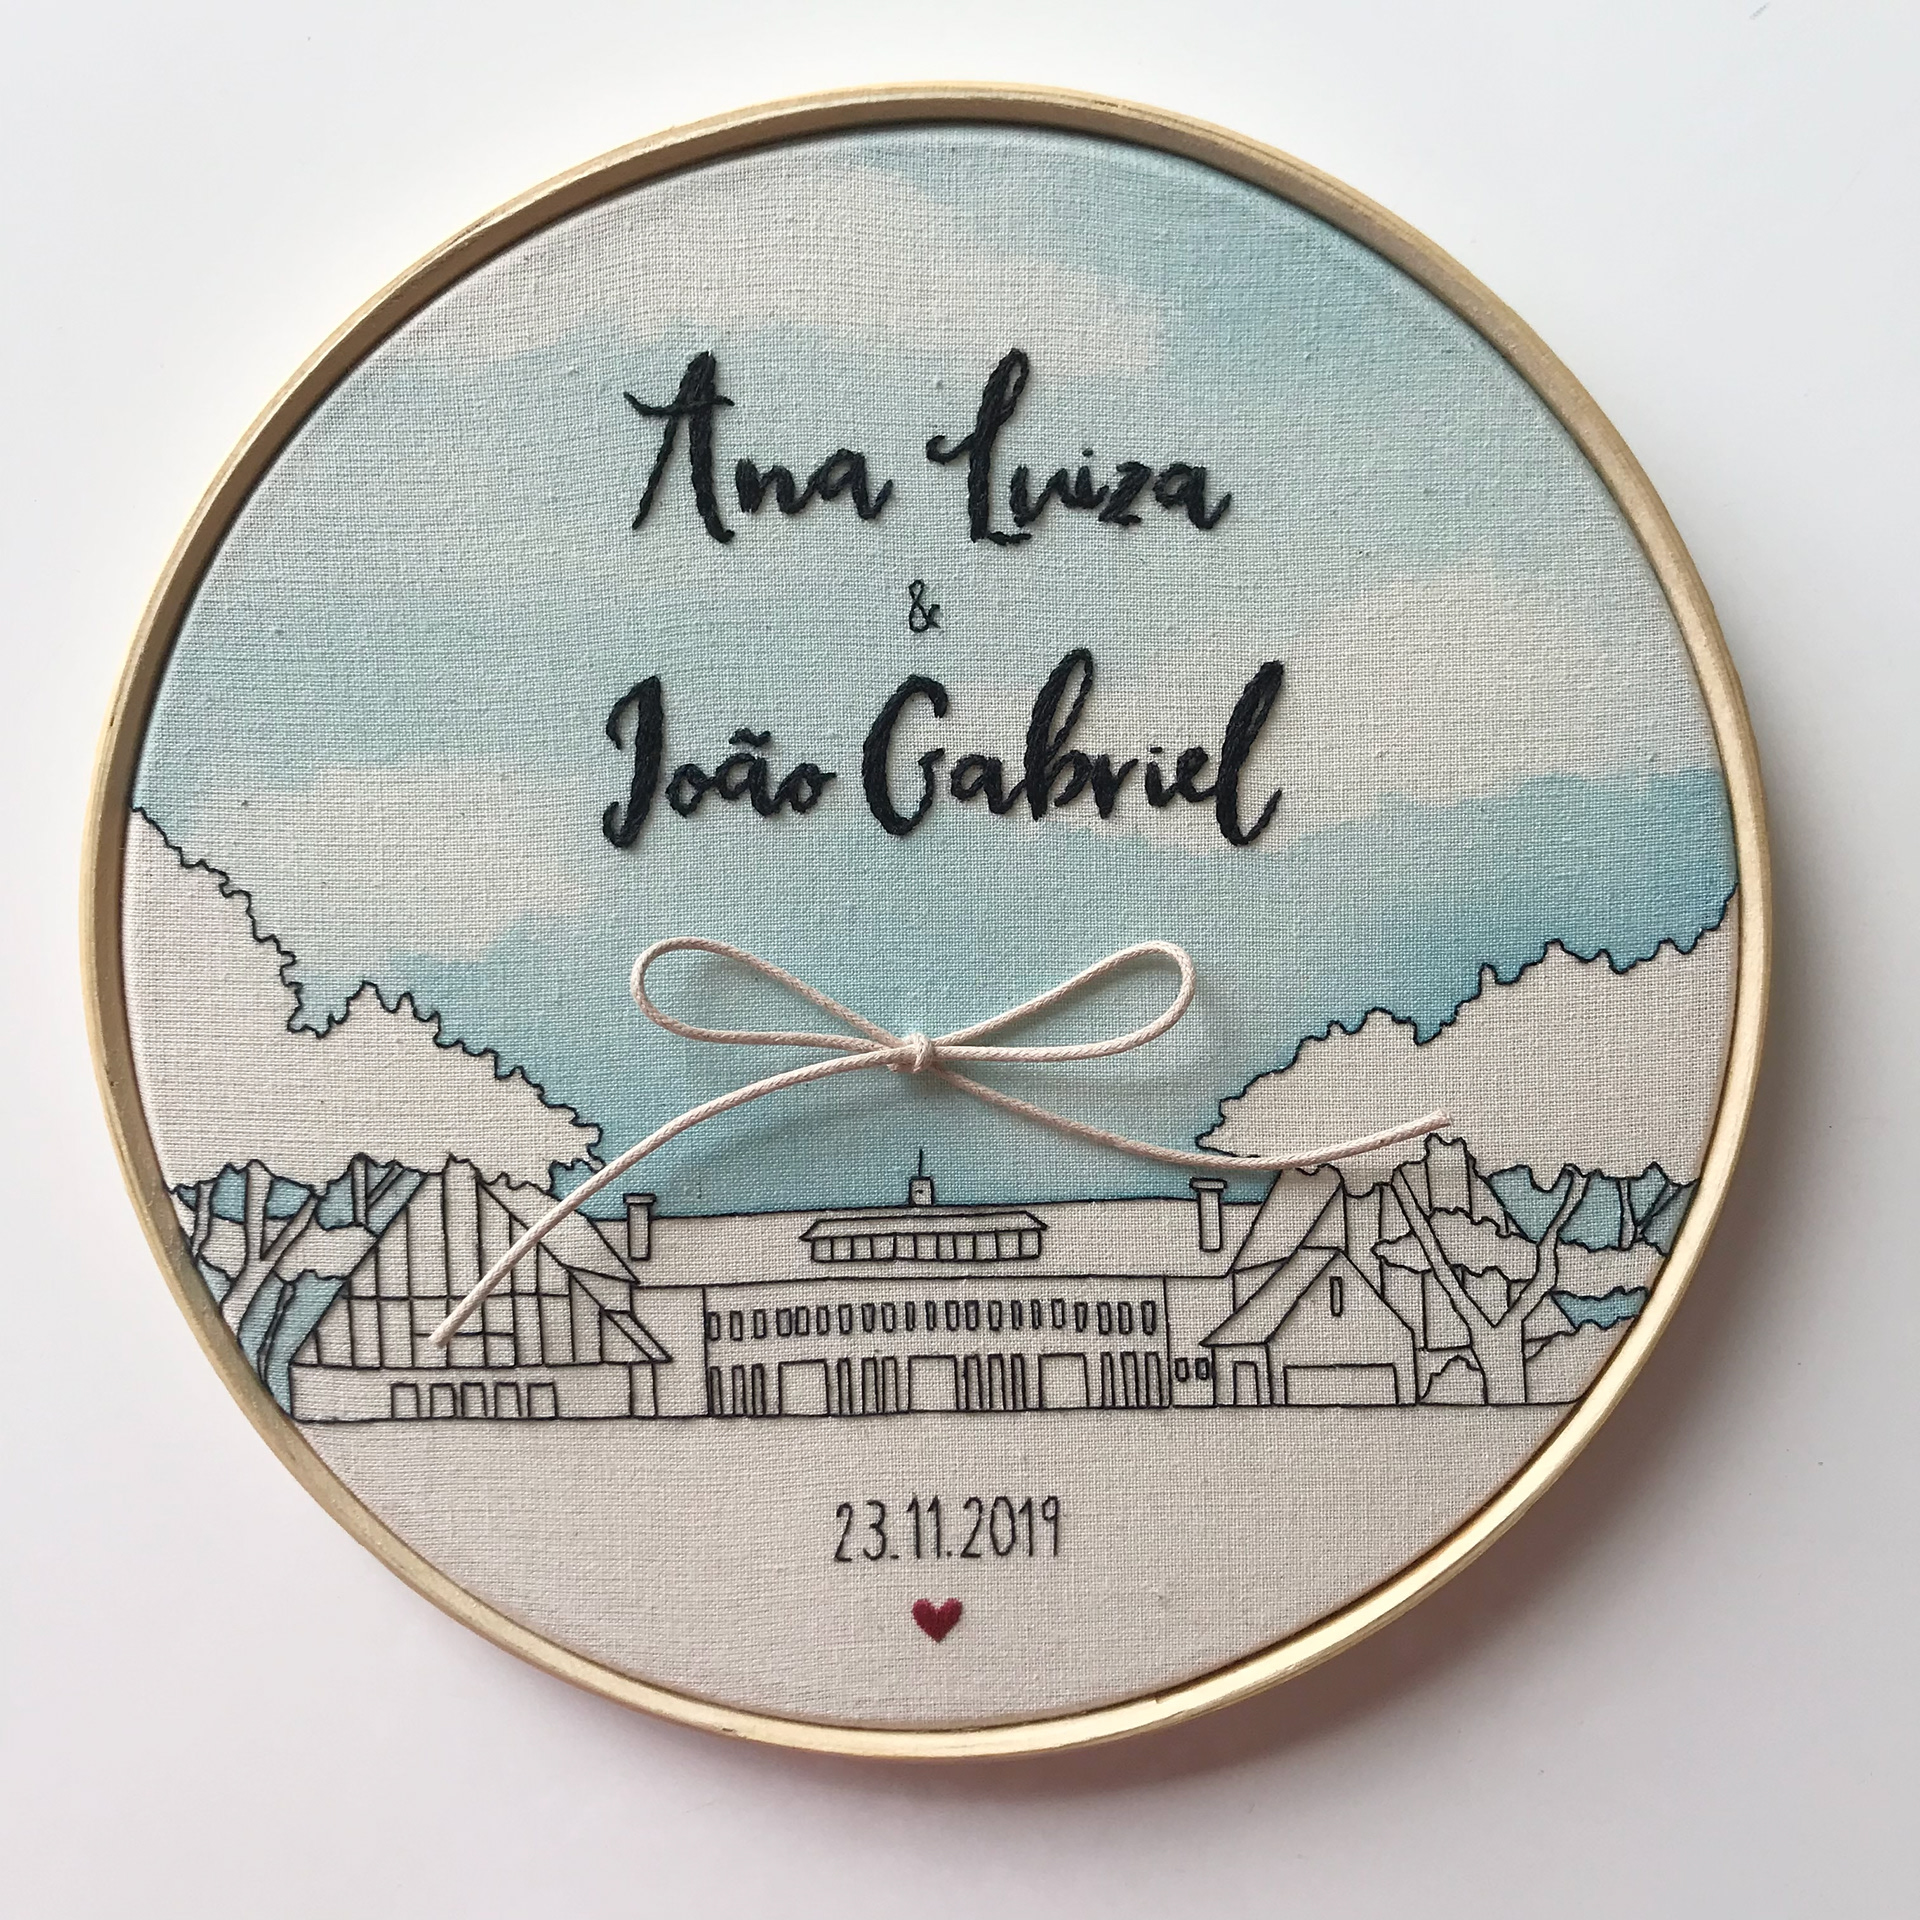 Ana Luiza
&
João Gabriel
23.11.2019